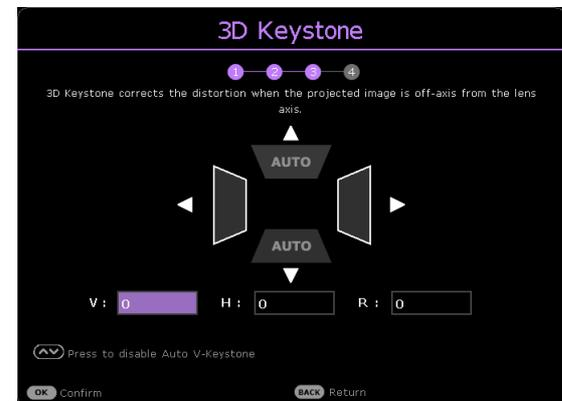 3D Keystone
1 2 3 4
3D Keystone corrects the distortion when the projected image is off-axis from the lens
axis.
AUTO
AUTO
V: 0 H: 0 R: 0
Press to disable Auto V-Keystone
OK Confirm BACK Return